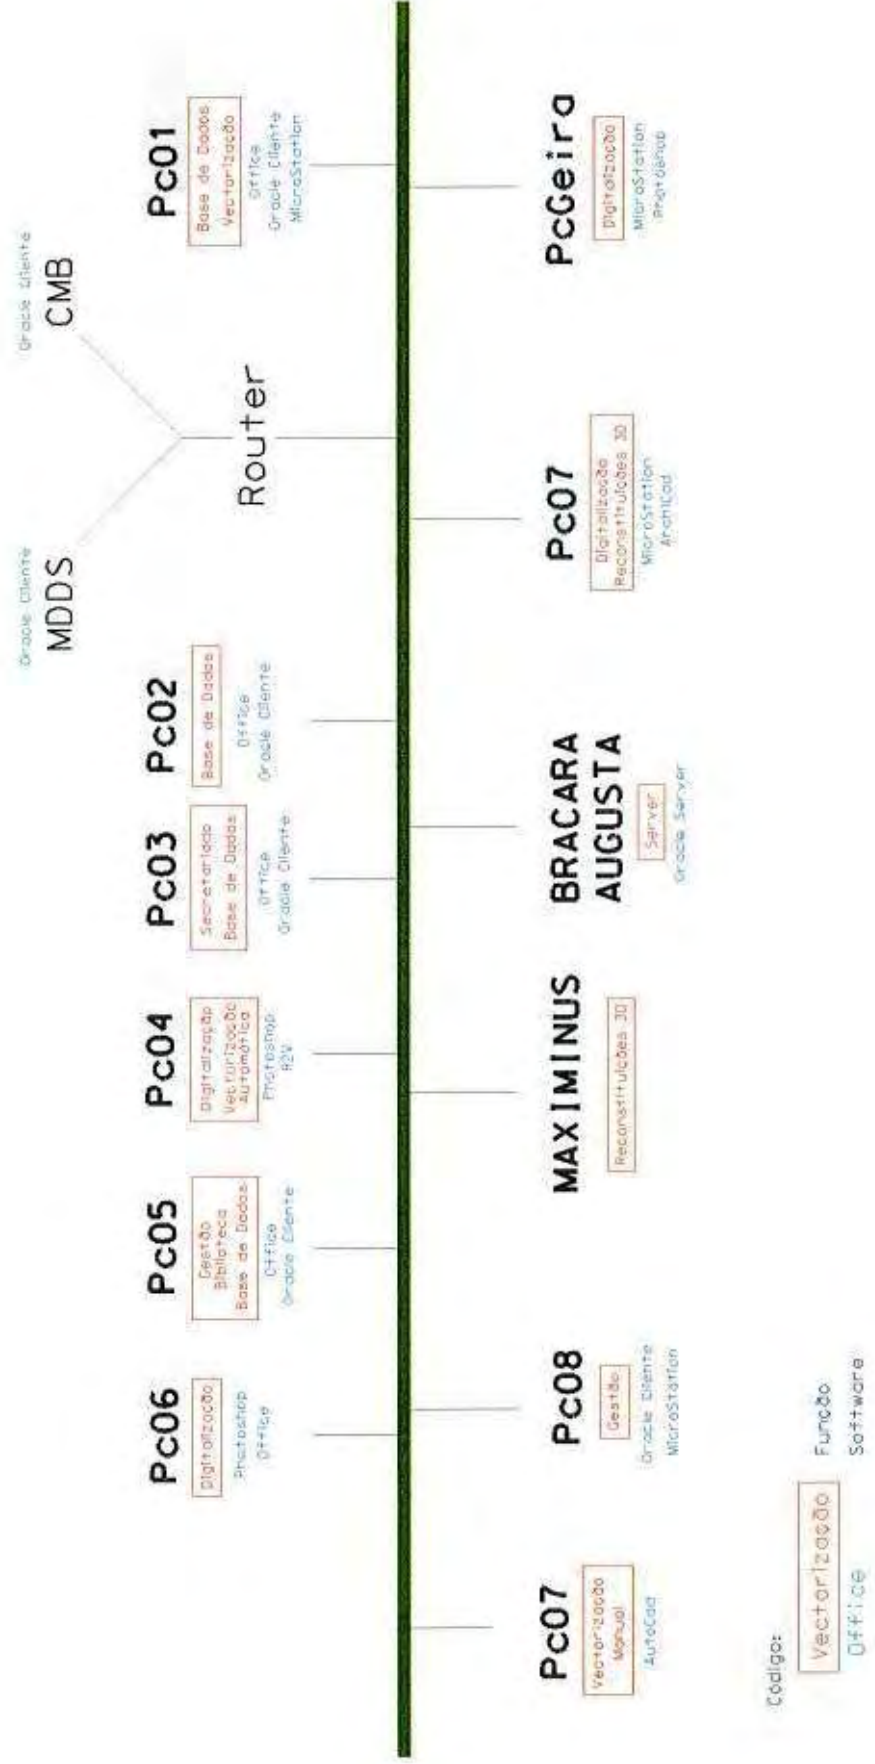 Oracle Cliente
MDDS
Oracle Cliente
CMB
Router
Pc06
Digitalização
Photoshop
Office
Pc05
Gestão
Biblioteca
Base de Dados
Office
Oracle Cliente
Pc04
Digitalização
Vectorização
Automática
Photoshop
R2V
Pc03
Secretariado
Base de Dados
Office
Oracle Cliente
Pc02
Base de Dados
Office
Oracle Cliente
Pc01
Base de Dados
Vectorização
Office
Oracle Cliente
MicroStation
Pc07
Vectorização
Manual
AutoCad
Pc08
Gestão
Oracle Cliente
MicroStation
MAXIMINUS
Reconstituições 3D
BRACARA
AUGUSTA
Server
Oracle Server
Pc07
Digitalização
Reconstituições 3D
MicroStation
ArchiCad
PcGeira
Digitalização
MicroStation
Photoshop
Código:
Vectorização Função
Office Software